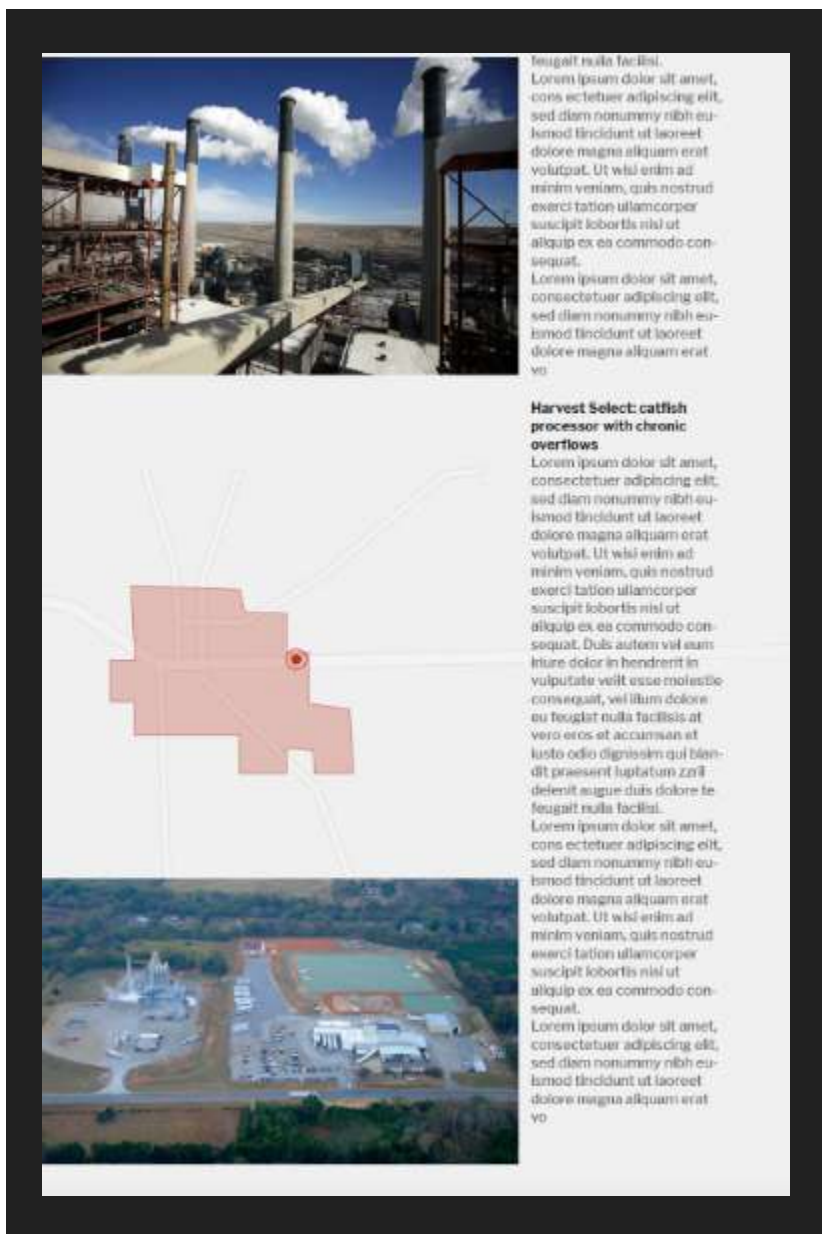 feugait nulla facilisi.
Lorem ipsum dolor sit amet,
cons ectetuer adipiscing elit,
sed diam nonummy nibh eu-
ismod tincidunt ut laoreet
dolore magna aliquam erat
volutpat. Ut wisi enim ad
minim veniam, quis nostrud
exerci tation ullamcorper
suscipit lobortis nisl ut
aliquip ex ea commodo con-
sequat.
Lorem ipsum dolor sit amet,
consectetuer adipiscing elit,
sed diam nonummy nibh eu-
ismod tincidunt ut laoreet
dolore magna aliquam erat
vo
Harvest Select: catfish
processor with chronic
overflows
Lorem ipsum dolor sit amet,
consectetuer adipiscing elit,
sed diam nonummy nibh eu-
ismod tincidunt ut laoreet
dolore magna aliquam erat
volutpat. Ut wisi enim ad
minim veniam, quis nostrud
exerci tation ullamcorper
suscipit lobortis nisl ut
aliquip ex ea commodo con-
sequat. Duis autem vel eum
iriure dolor in hendrerit in
vulputate velit esse molestie
consequat, vel illum dolore
eu feugiat nulla facilisis at
vero eros et accumsan et
iusto odio dignissim qui blan-
dit praesent luptatum zzril
delenit augue duis dolore te
feugait nulla facilisi.
Lorem ipsum dolor sit amet,
cons ectetuer adipiscing elit,
sed diam nonummy nibh eu-
ismod tincidunt ut laoreet
dolore magna aliquam erat
volutpat. Ut wisi enim ad
minim veniam, quis nostrud
exerci tation ullamcorper
suscipit lobortis nisl ut
aliquip ex ea commodo con-
sequat.
Lorem ipsum dolor sit amet,
consectetuer adipiscing elit,
sed diam nonummy nibh eu-
ismod tincidunt ut laoreet
dolore magna aliquam erat
vo